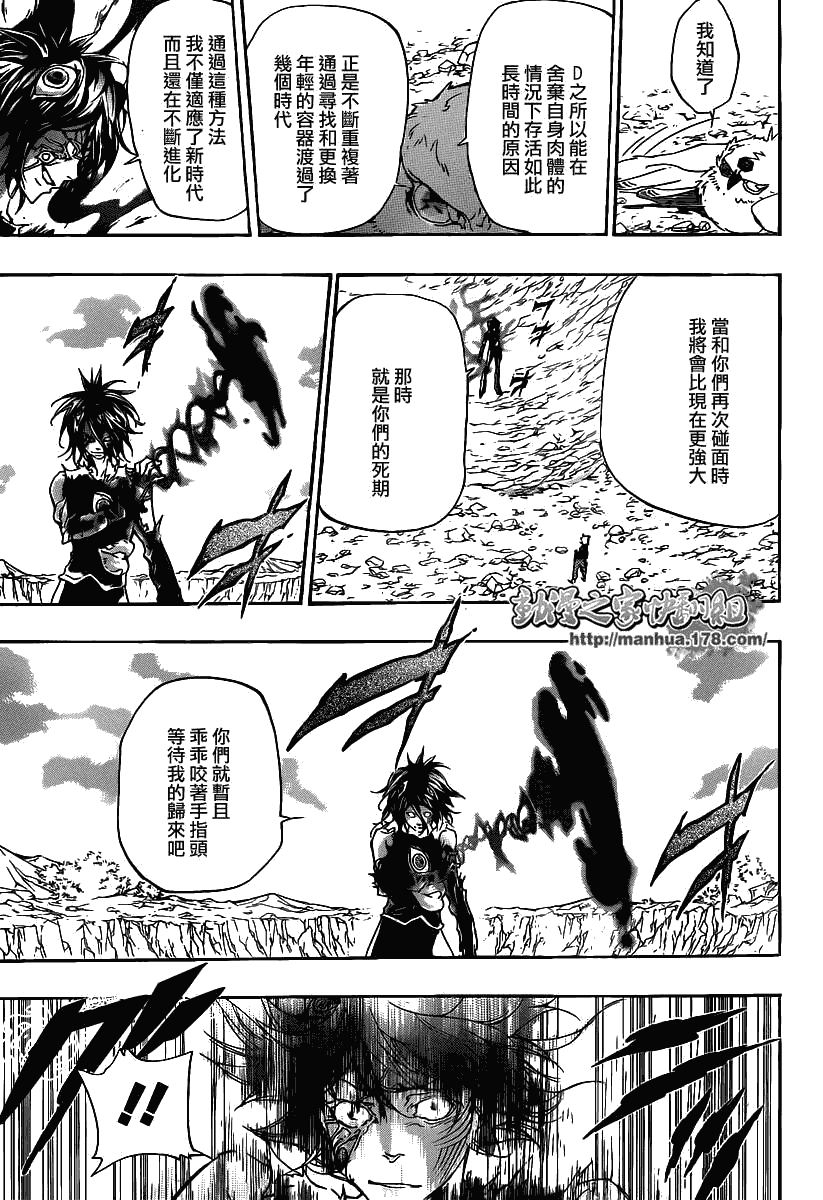 我知道了
D之所以能在
舍棄自身肉體的
情況下存活如此
長時間的原因
正是不斷重複著
通過尋找和更換
年輕的容器渡過了
幾個時代
通過這種方法
我不僅適應了新時代
而且還在不斷進化
當和你們再次碰面時
我將會比現在更強大
那時
就是你們的死期
動漫之家漢化組
http://manhua.178.com/
你們就暫且
乖乖咬著手指頭
等待我的歸來吧
!!